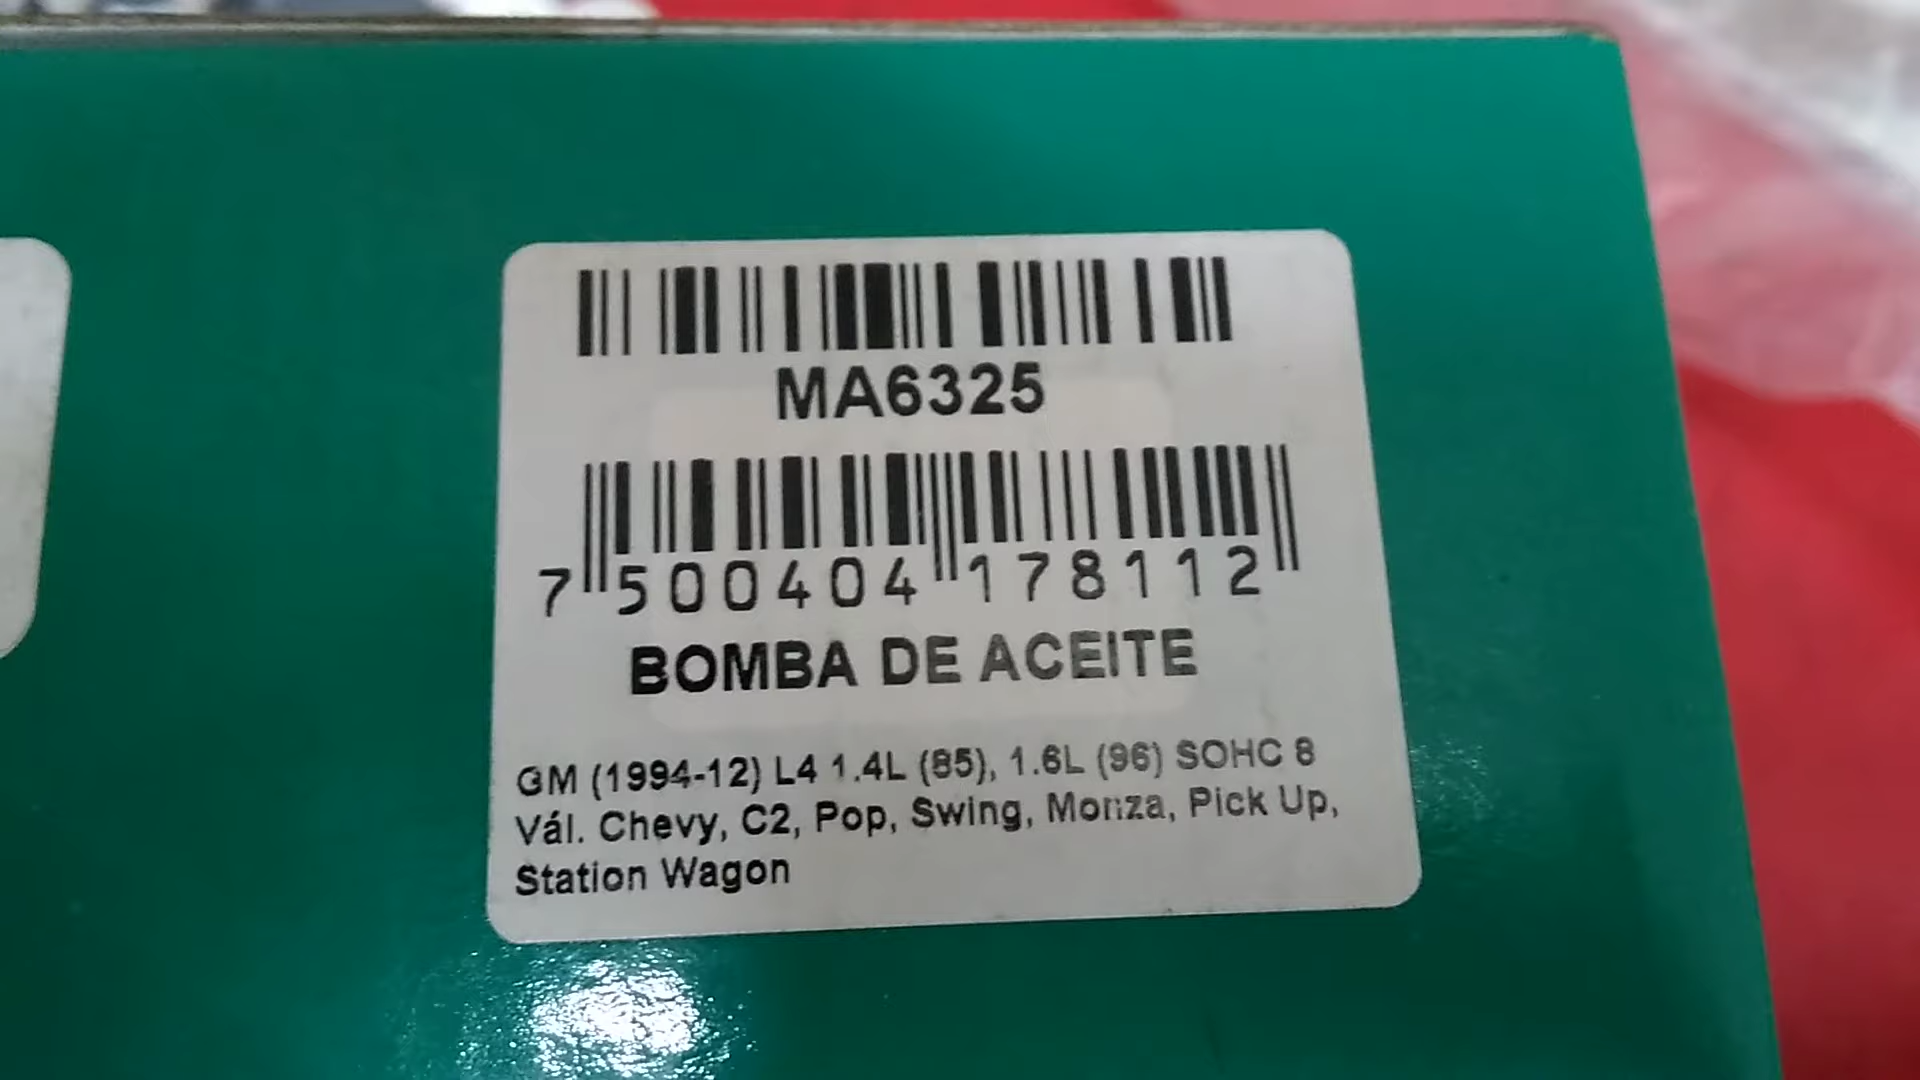 MA6325
7 500404 178112
BOMBA DE ACEITE
GM (1994-12) L4 1.4L (85), 1.6L (96) SOHC 8
Vál. Chevy, C2, Pop, Swing, Monza, Pick Up,
Station Wagon